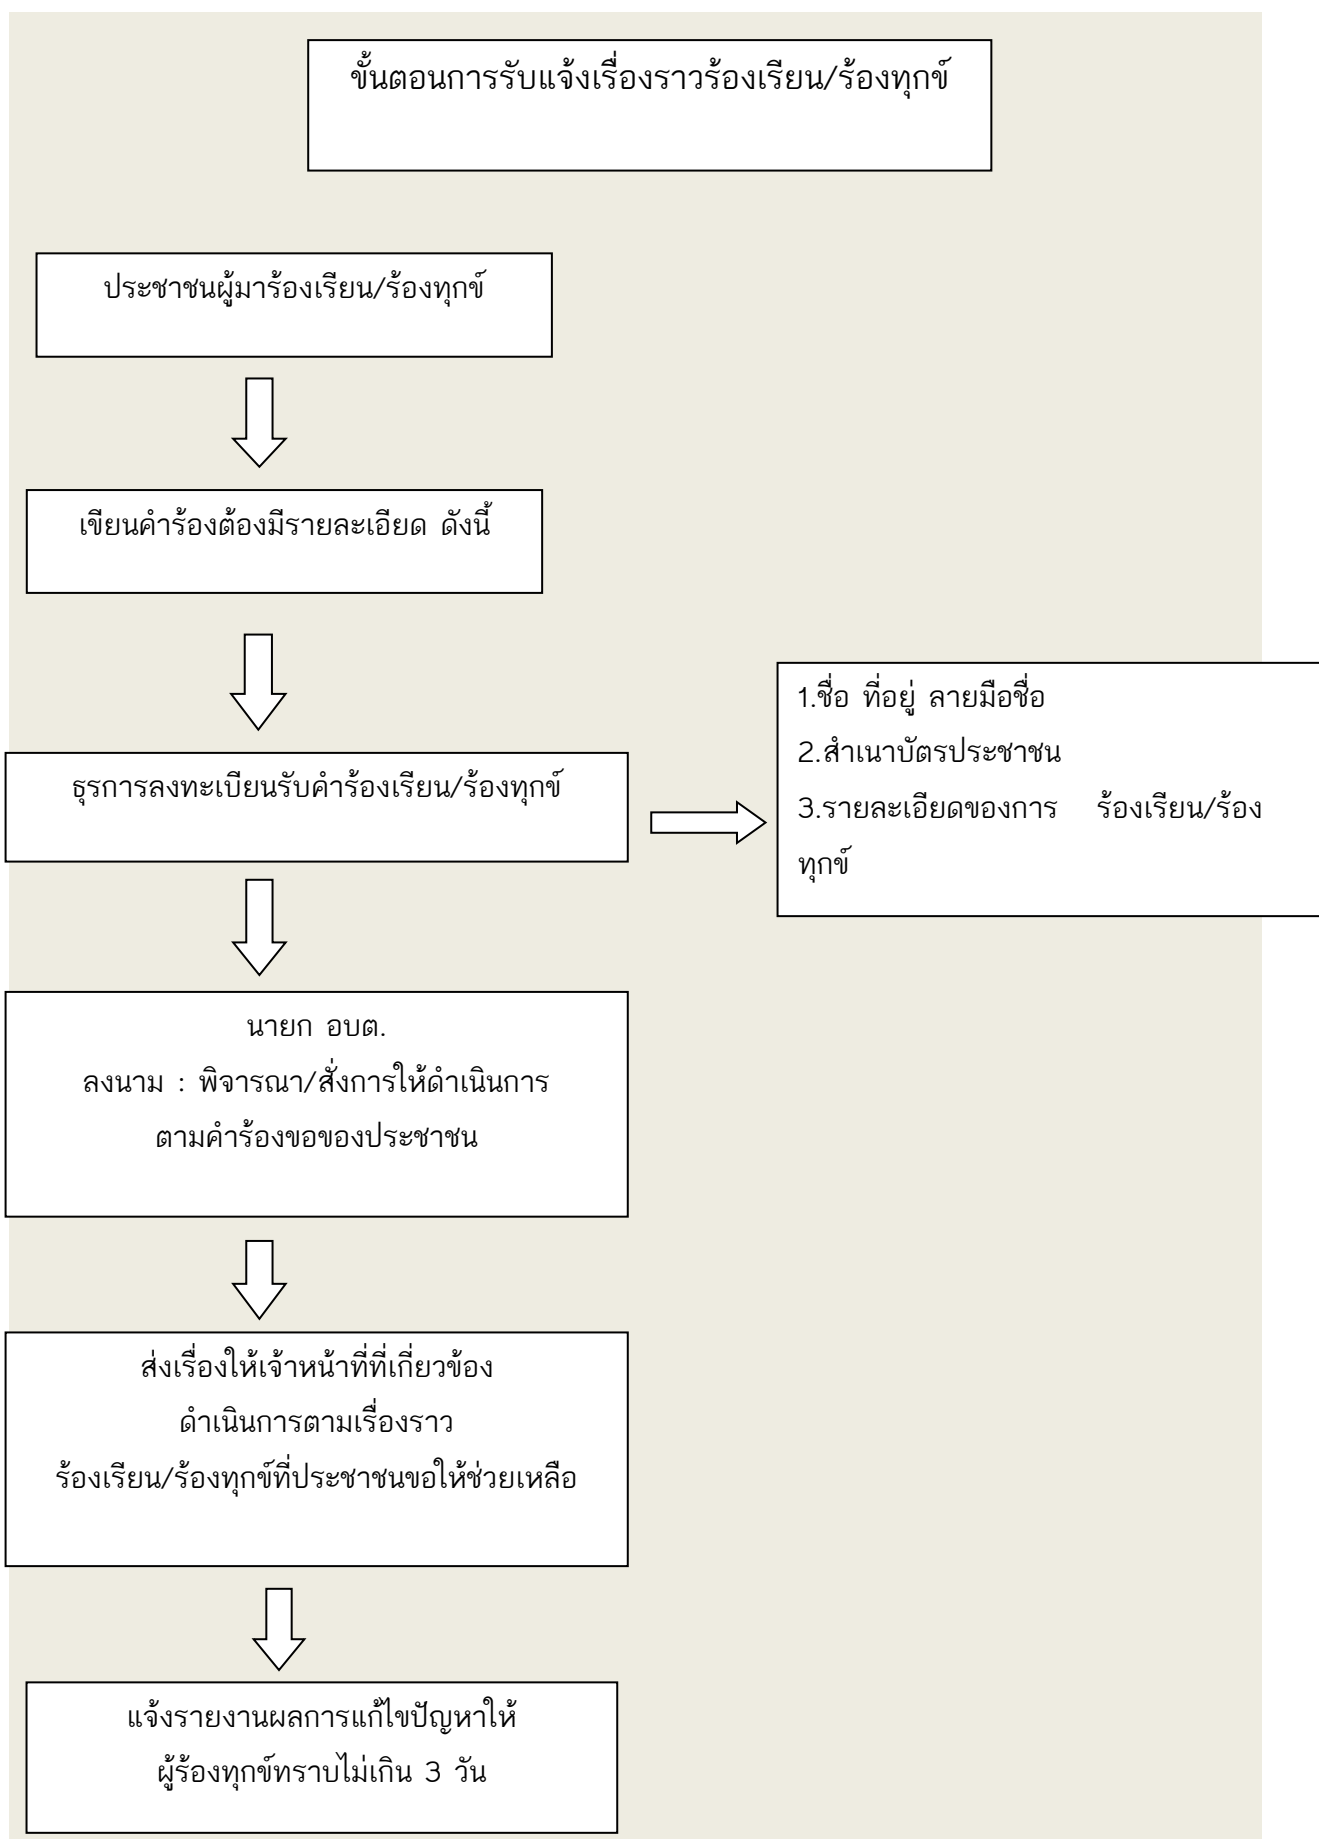 ขั้นตอนการรับแจ้งเรื่องราวร้องเรียน/ร้องทุกข์
ประชาชนผู้มาร้องเรียน/ร้องทุกข์
เขียนคำร้องต้องมีรายละเอียด ดังนี้
ธุรการลงทะเบียนรับคำร้องเรียน/ร้องทุกข์
1.ชื่อ ที่อยู่ ลายมือชื่อ
2.สำเนาบัตรประชาชน
3.รายละเอียดของการ ร้องเรียน/ร้อง
ทุกข์
นายก อบต.
ลงนาม : พิจารณา/สั่งการให้ดำเนินการ
ตามคำร้องขอของประชาชน
ส่งเรื่องให้เจ้าหน้าที่ที่เกี่ยวข้อง
ดำเนินการตามเรื่องราว
ร้องเรียน/ร้องทุกข์ที่ประชาชนขอให้ช่วยเหลือ
แจ้งรายงานผลการแก้ไขปัญหาให้
ผู้ร้องทุกข์ทราบไม่เกิน 3 วัน